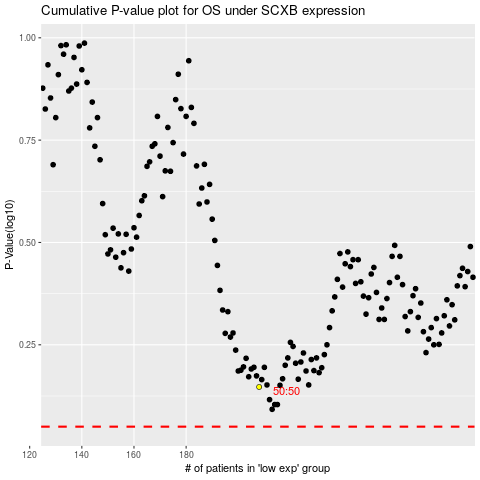 Cumulative P-value plot for OS under SCXB expression
P-Value(log10)
1.00
0.75
0.50
0.25
50:50
120 140 160 180
# of patients in 'low exp' group